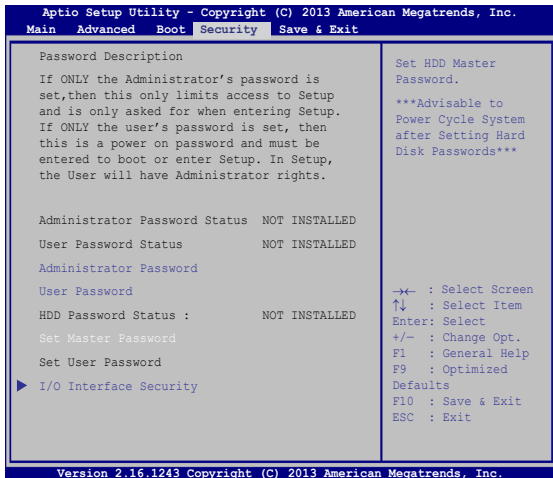 Aptio Setup Utility - Copyright (C) 2013 American Megatrends, Inc.
Main Advanced Boot Security Save & Exit
Password Description
If ONLY the Administrator's password is
set,then this only limits access to Setup
and is only asked for when entering Setup.
If ONLY the user's password is set, then
this is a power on password and must be
entered to boot or enter Setup. In Setup,
the User will have Administrator rights.
Administrator Password Status NOT INSTALLED
User Password Status NOT INSTALLED
Administrator Password
User Password
HDD Password Status : NOT INSTALLED
Set Master Password
Set User Password
I/O Interface Security
Set HDD Master
Password.
***Advisable to
Power Cycle System
after Setting Hard
Disk Passwords***
→← : Select Screen
↑↓ : Select Item
Enter: Select
+/— : Change Opt.
F1 : General Help
F9 : Optimized
Defaults
F10 : Save & Exit
ESC : Exit
Version 2.16.1243 Copyright (C) 2013 American Megatrends, Inc.